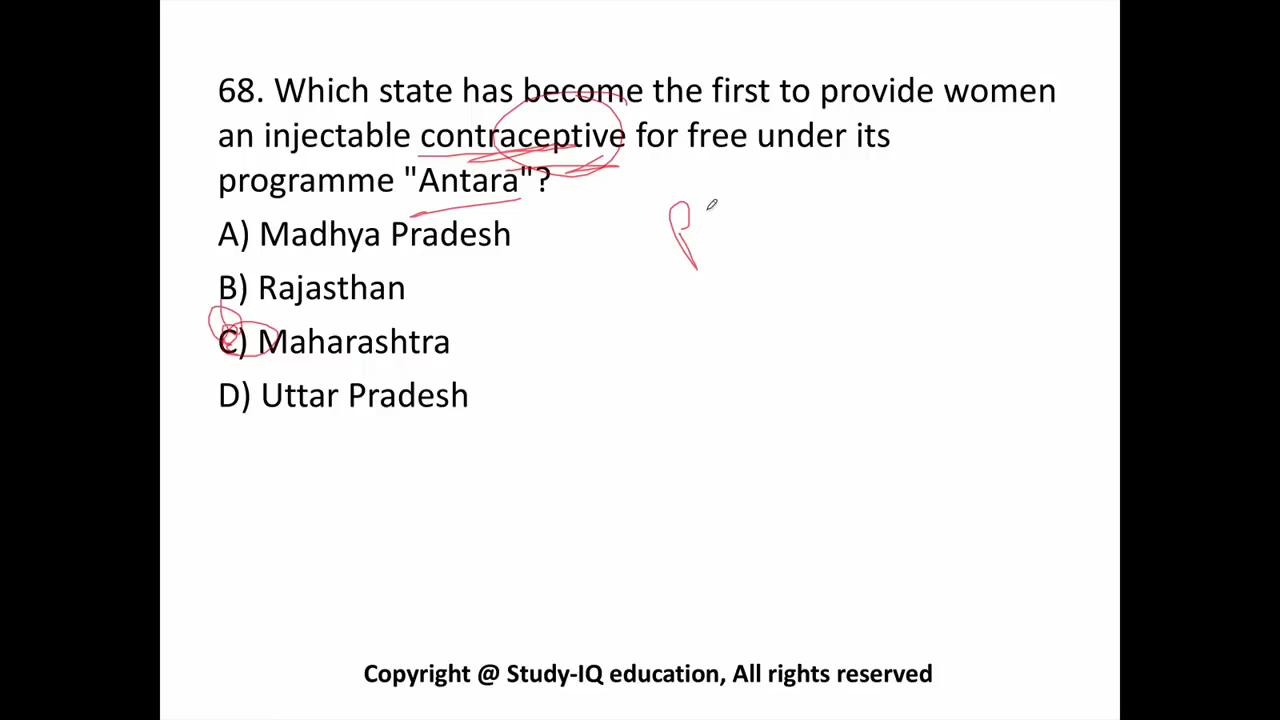 68. Which state has become the first to provide women
an injectable contraceptive for free under its
programme "Antara"?
A) Madhya Pradesh
B) Rajasthan
C) Maharashtra
D) Uttar Pradesh
Copyright @ Study-IQ education, All rights reserved